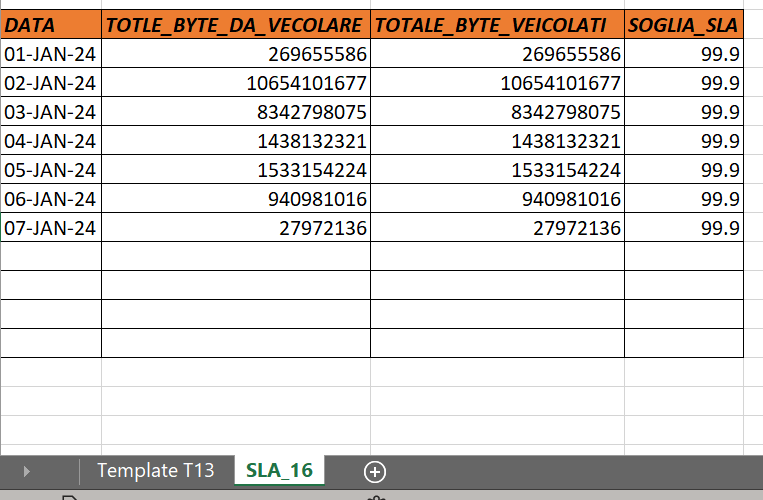 DATA TOTLE_BYTE_DA_VECOLARE TOTALE_BYTE_VEICOLATI SOGLIA_SLA
01-JAN-24 269655586 269655586 99.9
02-JAN-24 10654101677 10654101677 99.9
03-JAN-24 8342798075 8342798075 99.9
04-JAN-24 1438132321 1438132321 99.9
05-JAN-24 1533154224 1533154224 99.9
06-JAN-24 940981016 940981016 99.9
07-JAN-24 27972136 27972136 99.9
Template T13 SLA_16